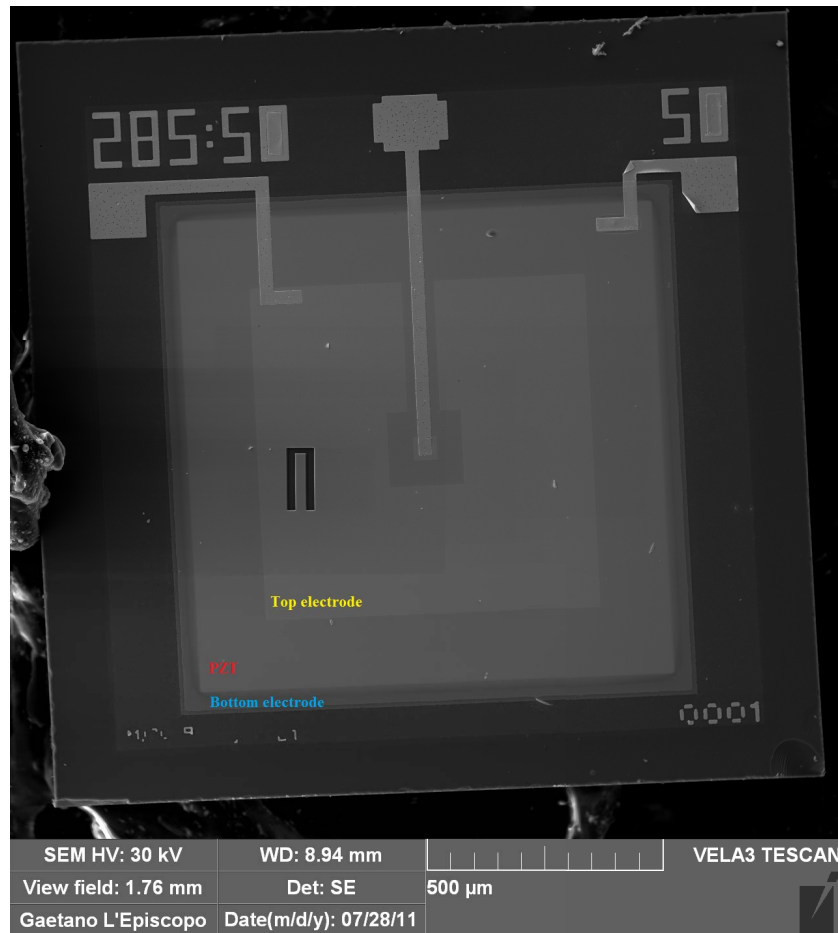 285:50 50
Top electrode
PZT
Bottom electrode
0001
SEM HV: 30 kV WD: 8.94 mm VELA3 TESCAN
View field: 1.76 mm Det: SE 500 µm
Gaetano L'Episcopo Date(m/d/y): 07/28/11